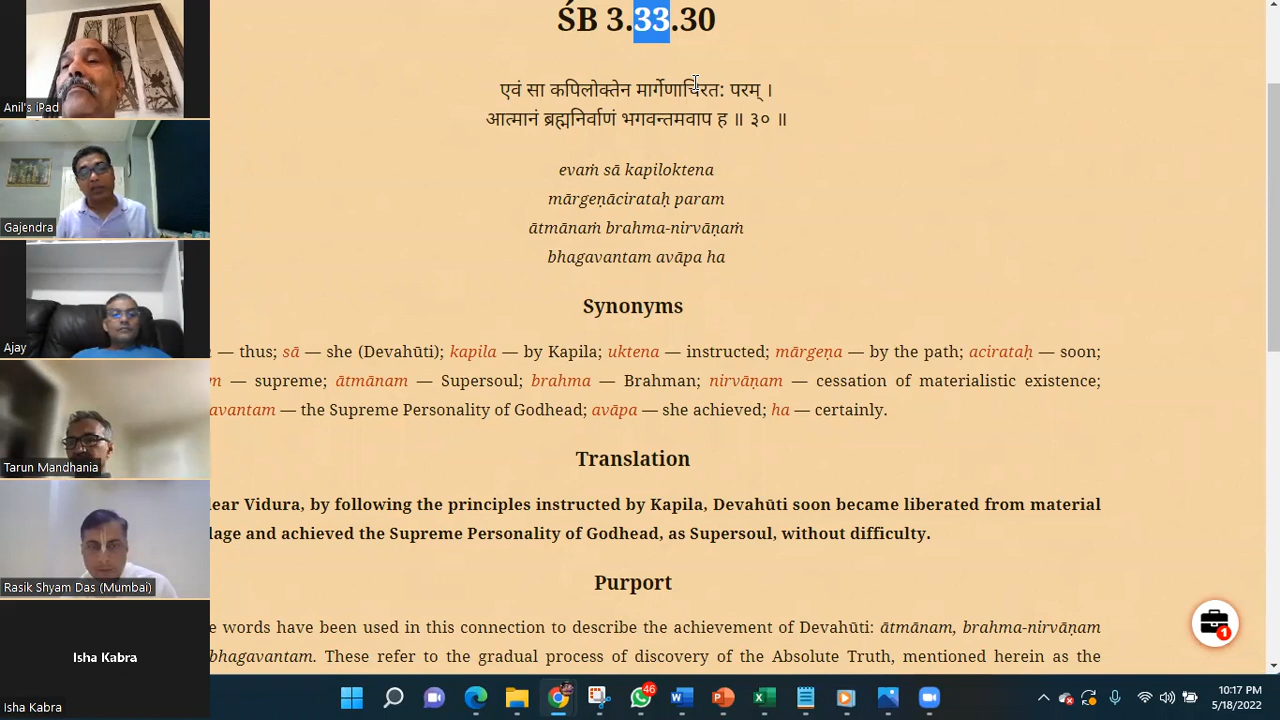 ŚB 3.33.30
एवं सा कपिलोक्तेन मार्गेणाचिरत: परम् ।
आत्मानं ब्रह्मनिर्वाणं भगवन्तमवाप ह ॥ ३० ॥
evaṁ sā kapiloktena
mārgeṇācirataḥ param
ātmānaṁ brahma-nirvāṇaṁ
bhagavantam avāpa ha
Synonyms
— thus; sā — she (Devahūti); kapila — by Kapila; uktena — instructed; mārgeṇa — by the path; acirataḥ — soon;
m — supreme; ātmānam — Supersoul; brahma — Brahman; nirvāṇam — cessation of materialistic existence;
avantam — the Supreme Personality of Godhead; avāpa — she achieved; ha — certainly.
Translation
ear Vidura, by following the principles instructed by Kapila, Devahūti soon became liberated from material
lage and achieved the Supreme Personality of Godhead, as Supersoul, without difficulty.
Purport
e words have been used in this connection to describe the achievement of Devahūti: ātmānam, brahma-nirvāṇam
bhagavantam. These refer to the gradual process of discovery of the Absolute Truth, mentioned herein as the
Anil's iPad
Gajendra
Ajay
Tarun Mandhania
Rasik Shyam Das (Mumbai)
Isha Kabra
Isha Kabra
1
46
10:17 PM
5/18/2022